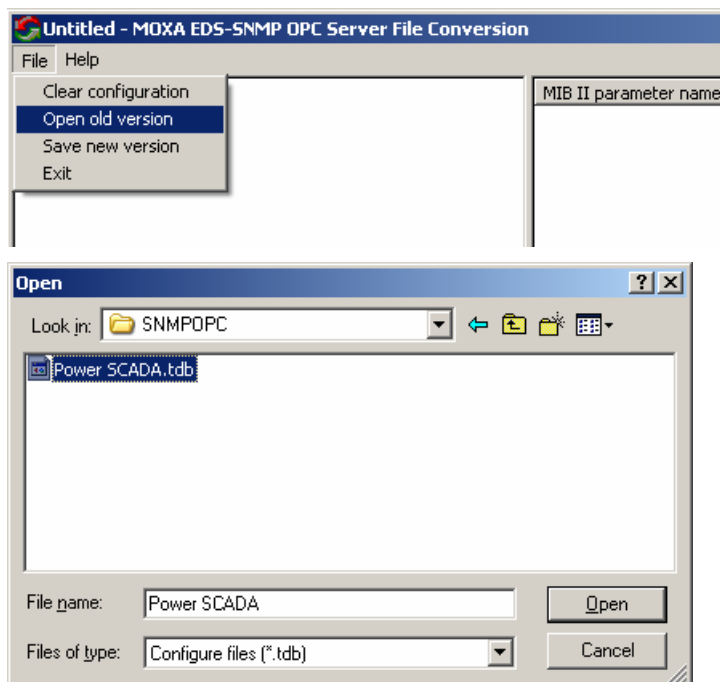 Untitled - MOXA EDS-SNMP OPC Server File Conversion
File Help
Clear configuration
Open old version
Save new version
Exit
MIB II parameter name
Open
Look in: SNMPOPC
Power SCADA.tdb
File name: Power SCADA Open
Files of type: Configure files (*.tdb) Cancel